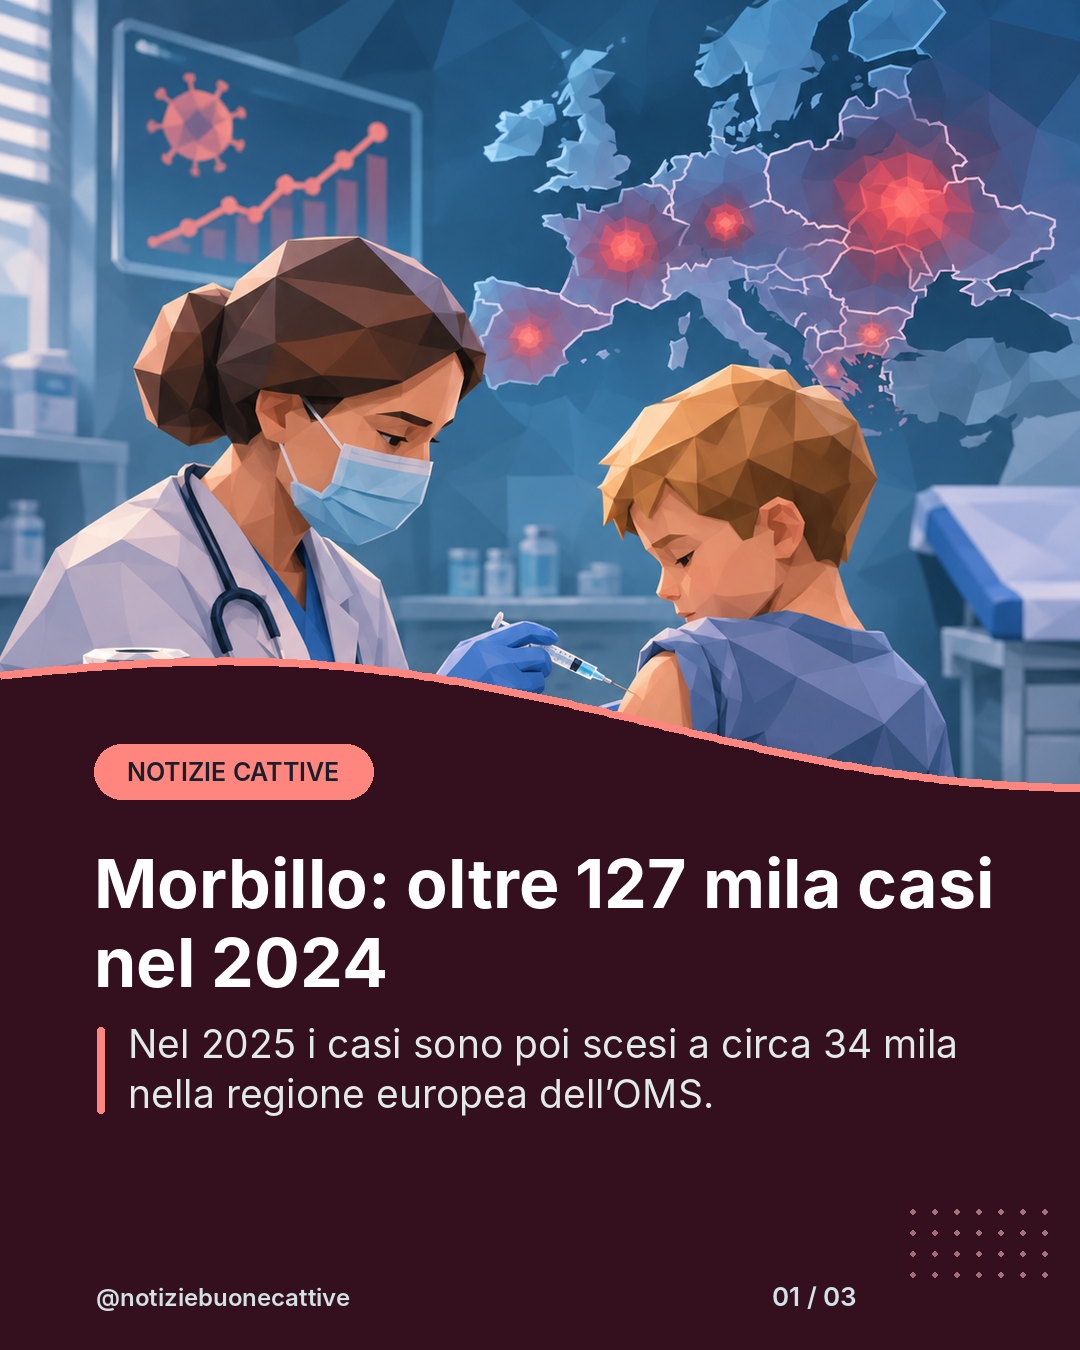 NOTIZIE CATTIVE
Morbillo: oltre 127 mila casi
nel 2024
Nel 2025 i casi sono poi scesi a circa 34 mila
nella regione europea dell’OMS.
@notiziebuonecattive
01 / 03